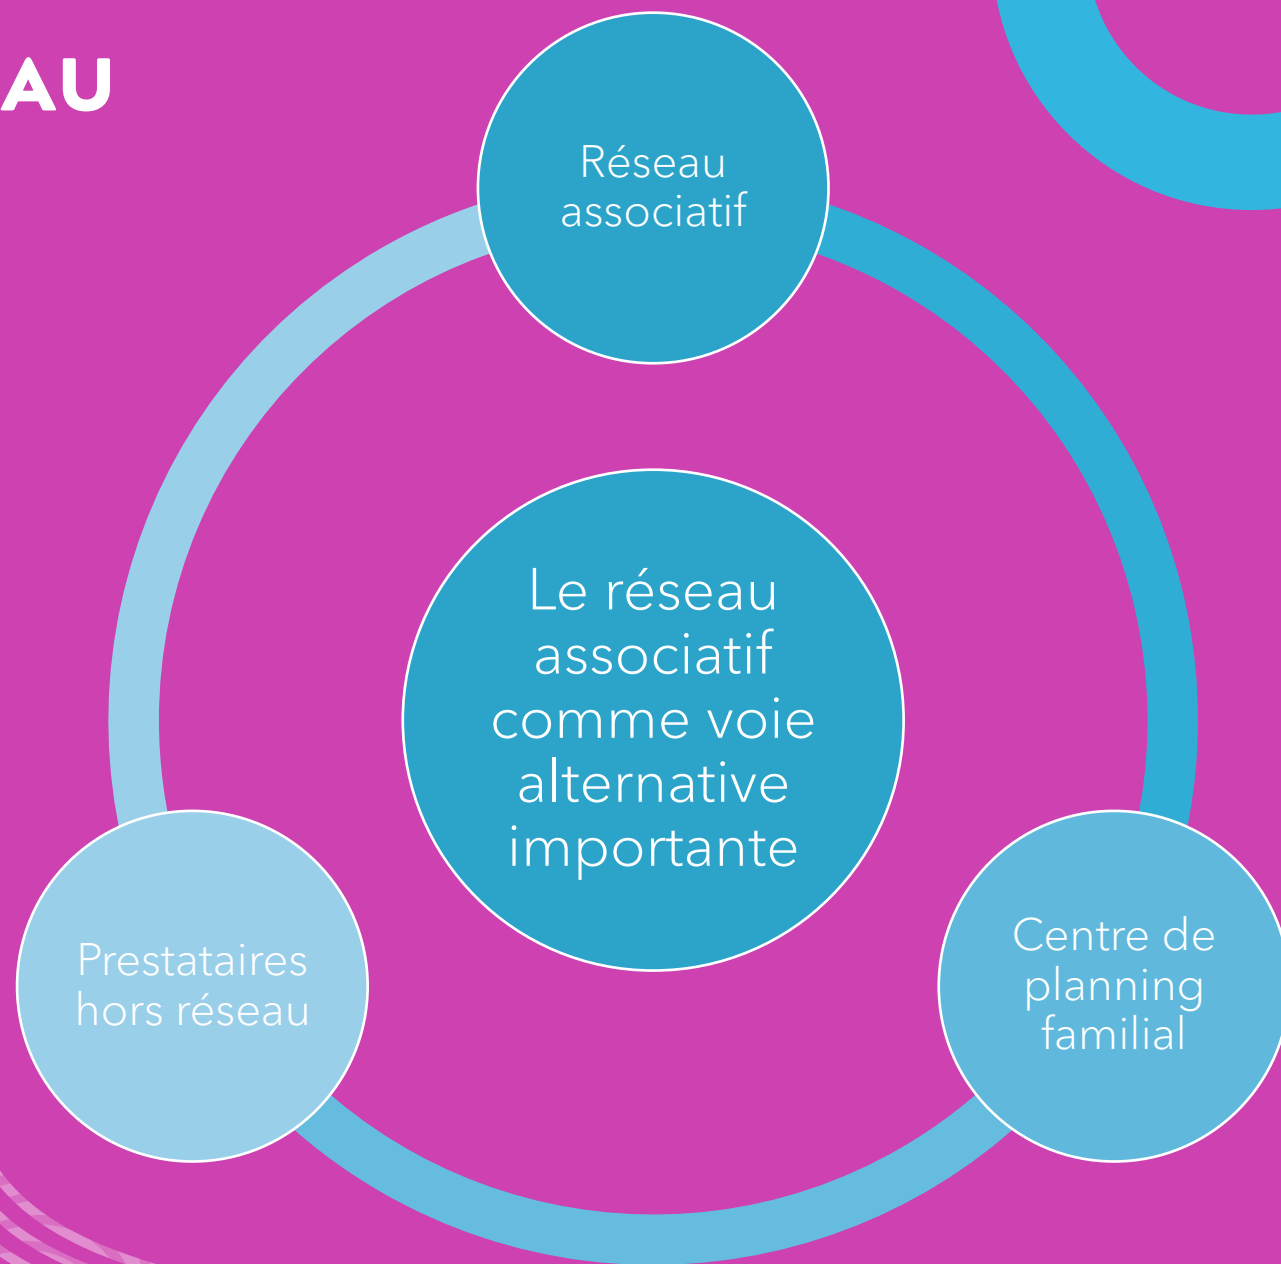 AU
Réseau
associatif
Le réseau
associatif
comme voie
alternative
importante
Prestataires
hors réseau
Centre de
planning
familial